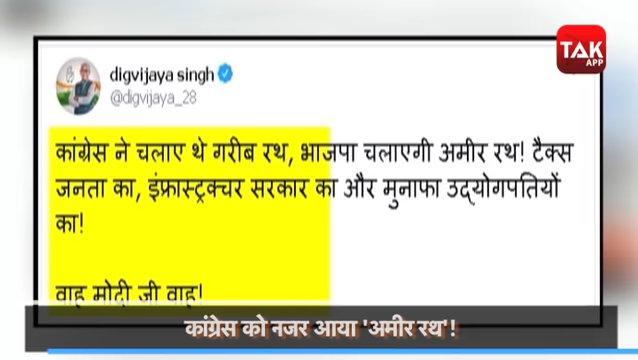 TAK
APP
digvijaya singh
@digvijaya_28
कांग्रेस ने चलाए थे गरीब रथ, भाजपा चलाएगी अमीर रथ! टैक्स
जनता का, इंफ्रास्ट्रक्चर सरकार का और मुनाफा उद्योगपतियों
का!
वाह मोदी जी वाह!
कांग्रेस को नजर आया 'अमीर रथ'!